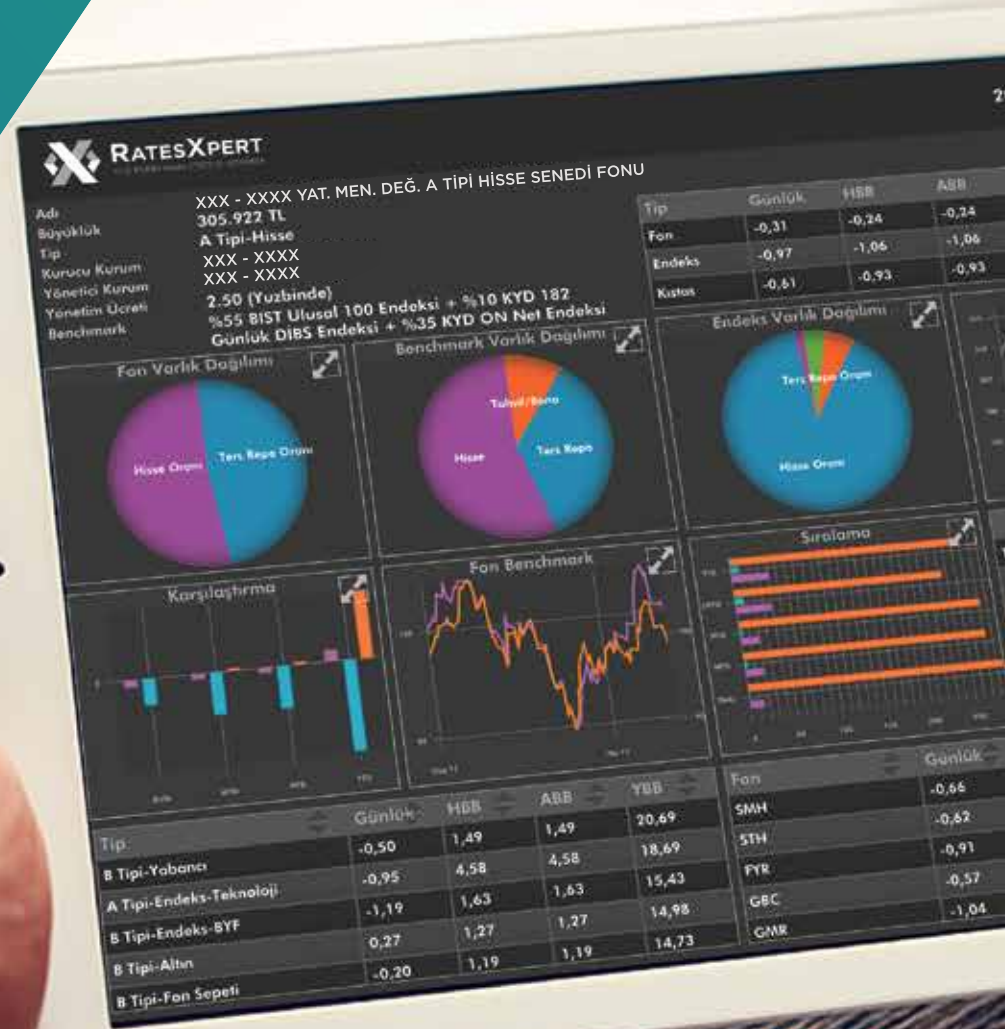 RATESXPERT
Adı XXX - XXXX YAT. MEN. DEĞ. A TİPİ HİSSE SENEDİ FONU
Büyüklük 305.922 TL
Tip A Tipi-Hisse
Kurucu Kurum XXX - XXXX
Yönetici Kurum XXX - XXXX
Yönetim Ücreti 2.50 (Yuzbinde)
Benchmark %55 BIST Ulusal 100 Endeksi + %10 KYD 182
Günlük DİBS Endeksi + %35 KYD ON Net Endeksi
Tip Günlük HBB ABB
Fon -0,31 -0,24 -0,24
Endeks -0,97 -1,06 -1,06
Kıstas -0,61 -0,93 -0,93
Fon Varlık Dağılımı
Hisse Oranı Ters Repo Oranı
Benchmark Varlık Dağılımı
Tahvil/Bono
Hisse Ters Repo
Endeks Varlık Dağılımı
Ters Repo Oranı
Hisse Oranı
Karşılaştırma
Fon Benchmark
Sıralama
Tip Günlük HBB ABB YBB
B Tipi-Yabancı -0,50 1,49 1,49 20,69
A Tipi-Endeks-Teknoloji -0,95 4,58 4,58 18,69
B Tipi-Endeks-BYF -1,19 1,63 1,63 15,43
B Tipi-Altın 0,27 1,27 1,27 14,98
B Tipi-Fon Sepeti -0,20 1,19 1,19 14,73
Fon Günlük
SMH -0,66
STH -0,62
FYR -0,91
GBC -0,57
GMR -1,04